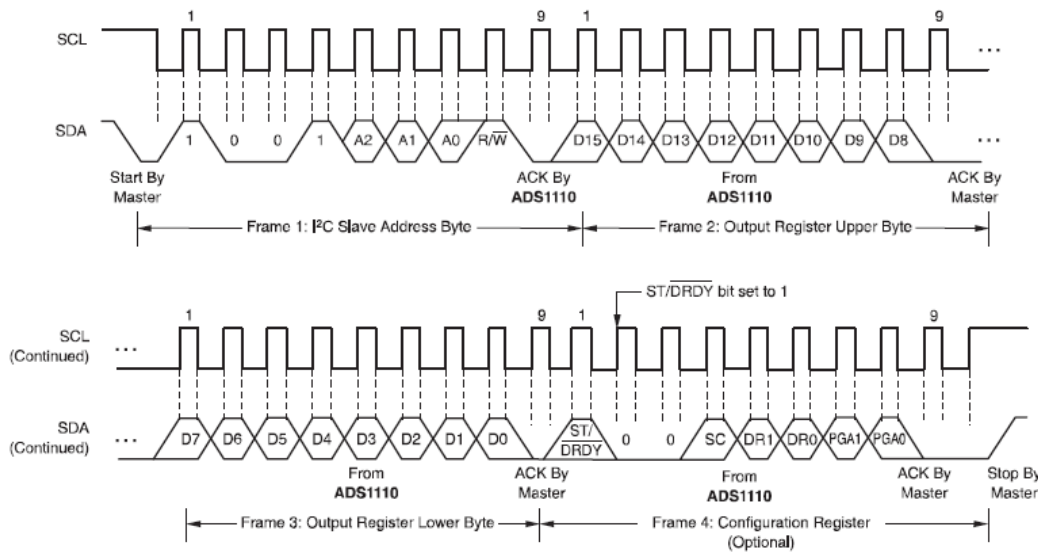 1 9 1 9
SCL ...
SDA 1 0 0 1 A2 A1 A0 R/W̅ D15 D14 D13 D12 D11 D10 D9 D8 ...
Start By
Master
ACK By
ADS1110
From
ADS1110
ACK By
Master
Frame 1: I²C Slave Address Byte
Frame 2: Output Register Upper Byte
ST/D̅R̅D̅Y̅ bit set to 1
1 9 1 9
SCL
(Continued)
...
SDA
(Continued)
... D7 D6 D5 D4 D3 D2 D1 D0 ST/
D̅R̅D̅Y̅ 0 0 SC DR1 DR0 PGA1 PGA0
From
ADS1110
ACK By
Master
From
ADS1110
ACK By
Master
Stop By
Master
Frame 3: Output Register Lower Byte
Frame 4: Configuration Register
(Optional)